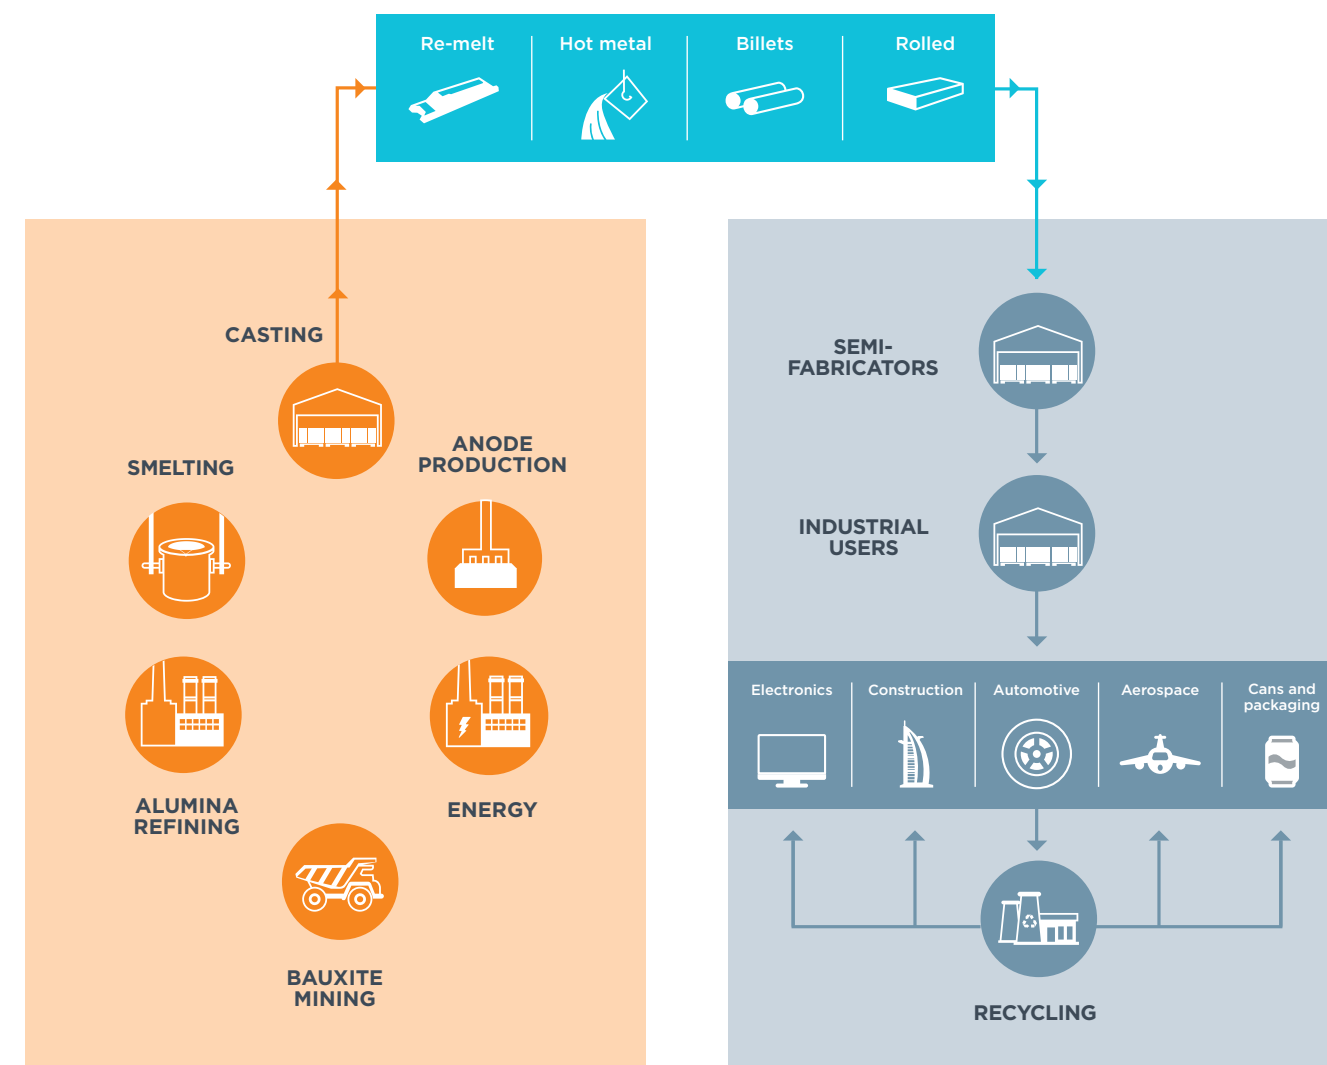 Re-melt
Hot metal
Billets
Rolled
CASTING
SMELTING
ANODE
PRODUCTION
ALUMINA
REFINING
ENERGY
BAUXITE
MINING
SEMI-
FABRICATORS
INDUSTRIAL
USERS
Electronics
Construction
Automotive
Aerospace
Cans and
packaging
RECYCLING